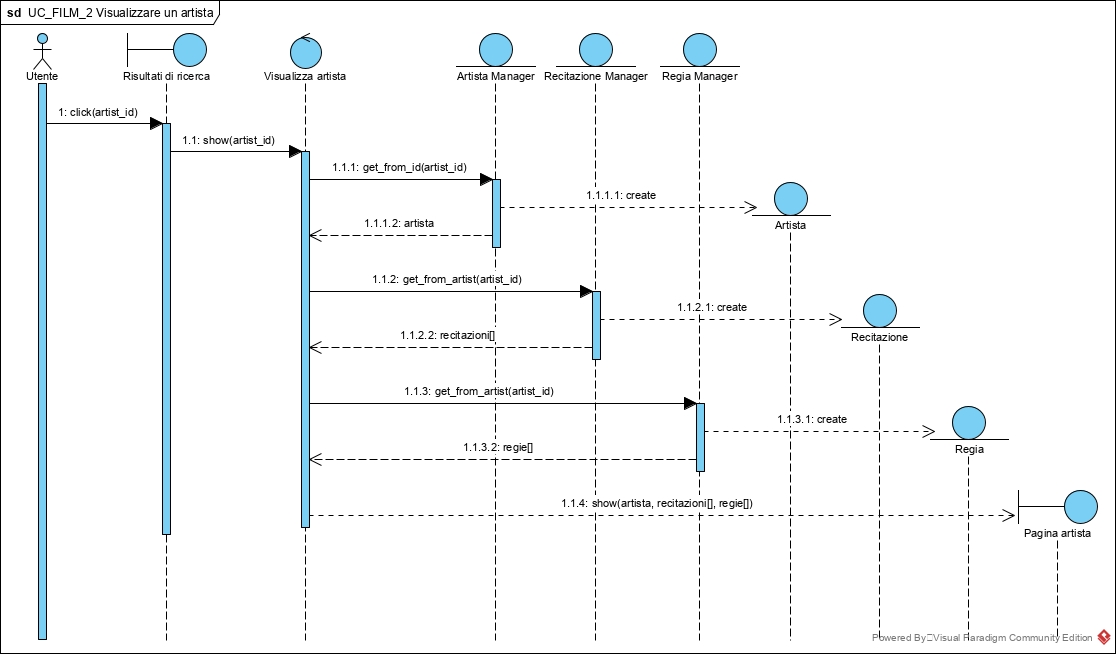 sd UC_FILM_2 Visualizzare un artista
Utente
Risultati di ricerca
Visualizza artista
Artista Manager
Recitazione Manager
Regia Manager
1: click(artist_id)
1.1: show(artist_id)
1.1.1: get_from_id(artist_id)
1.1.1.1: create
Artista
1.1.1.2: artista
1.1.2: get_from_artist(artist_id)
1.1.2.1: create
Recitazione
1.1.2.2: recitazioni[]
1.1.3: get_from_artist(artist_id)
1.1.3.1: create
Regia
1.1.3.2: regie[]
1.1.4: show(artista, recitazioni[], regie[])
Pagina artista
Powered By Visual Paradigm Community Edition